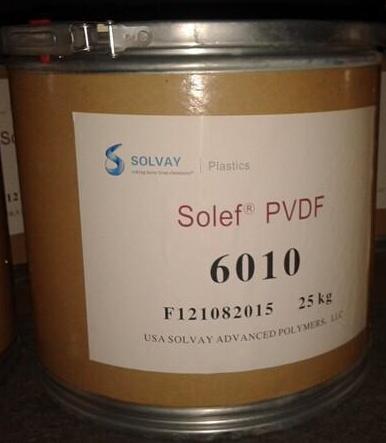 SOLVAY
Plastics
Solef® PVDF
6010
F121082015 25 kg
USA SOLVAY ADVANCED POLYMERS, LLC